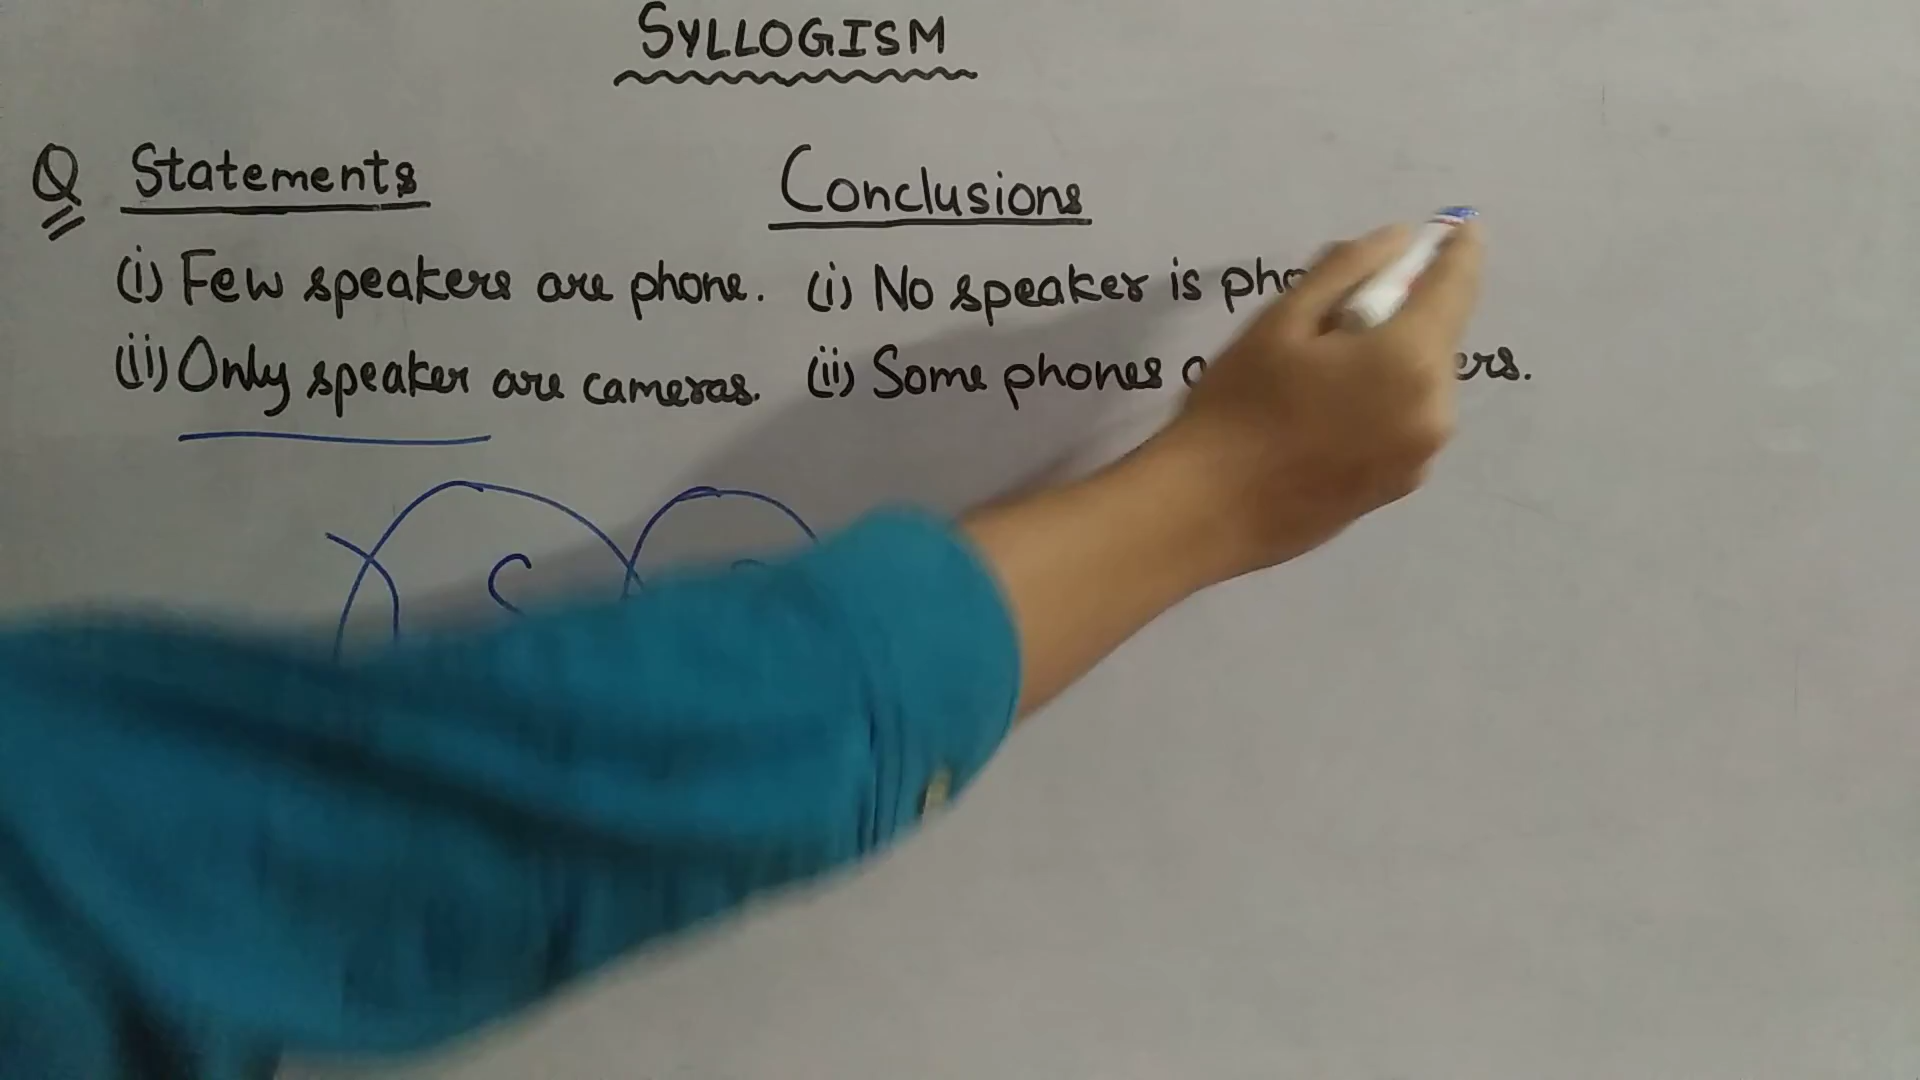 SYLLOGISM
Q Statements
(i) Few speakers are phone.
(ii) Only speaker are cameras.
Conclusions
(i) No speaker is
(ii) Some phones
S